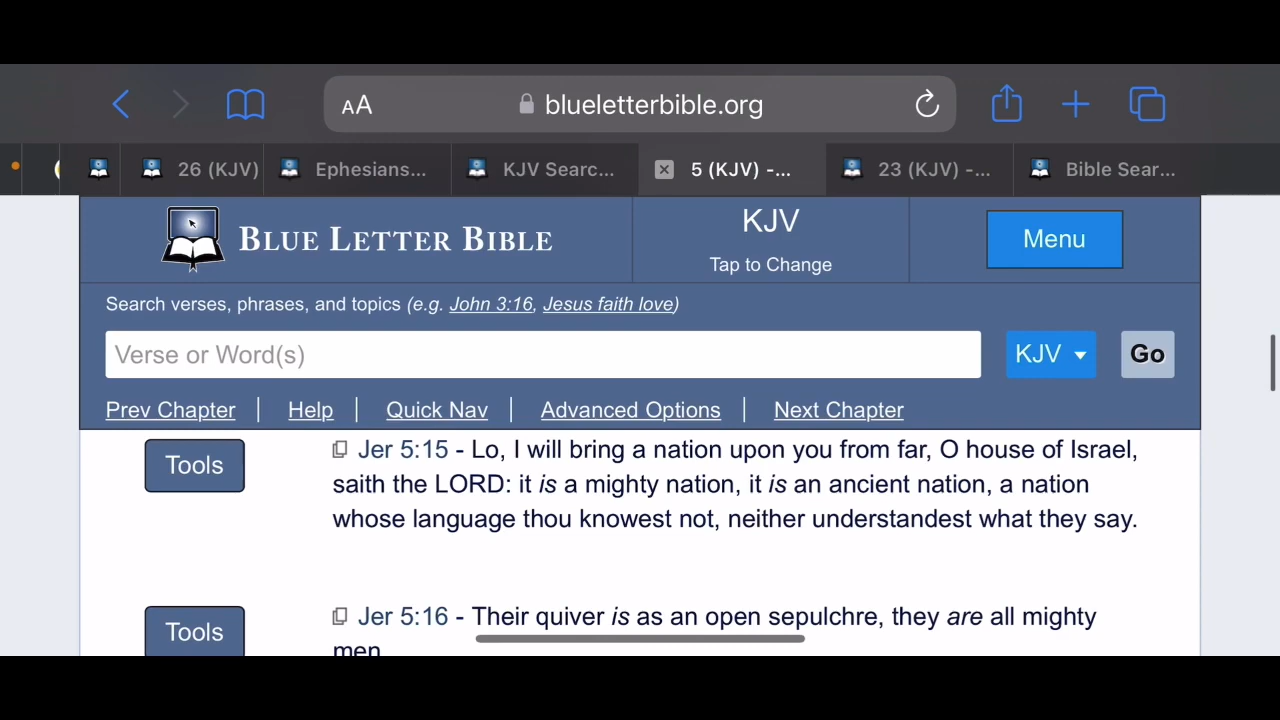 AA blueletterbible.org
26 (KJV) Ephesians... KJV Searc... 5 (KJV) -... 23 (KJV) -... Bible Sear...
BLUE LETTER BIBLE
KJV
Tap to Change
Menu
Search verses, phrases, and topics (e.g. John 3:16, Jesus faith love)
Verse or Word(s) KJV Go
Prev Chapter | Help | Quick Nav | Advanced Options | Next Chapter
Tools
Jer 5:15 - Lo, I will bring a nation upon you from far, O house of Israel,
saith the LORD: it is a mighty nation, it is an ancient nation, a nation
whose language thou knowest not, neither understandest what they say.
Tools
Jer 5:16 - Their quiver is as an open sepulchre, they are all mighty
men